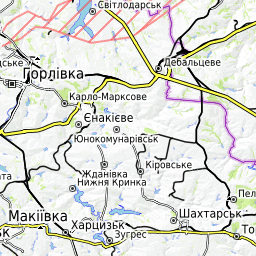 Світлодарськ
Дебальцеве
Горлівка
Карло-Марксове
Єнакієве
Юнокомунарівськ
Жданівка
Кіровське
Нижня Кринка
Макіївка
Шахтарськ
Харцизьк
Зугрес